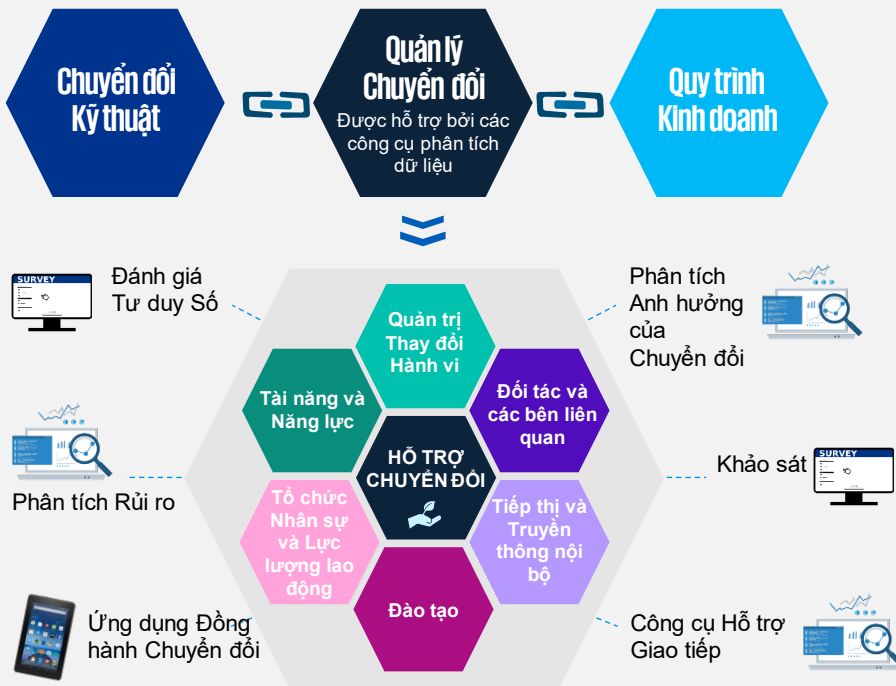 Chuyển đổi
Kỹ thuật
Quản lý
Chuyển đổi
Được hỗ trợ bởi các
công cụ phân tích
dữ liệu
Quy trình
Kinh doanh
SURVEY
Đánh giá
Tư duy Số
Phân tích
Anh hưởng
của
Chuyển đổi
Quản trị
Thay đổi
Hành vi
Tài năng và
Năng lực
Đối tác và
các bên liên
quan
HỖ TRỢ
CHUYỂN ĐỔI
Phân tích Rủi ro
Khảo sát
SURVEY
Tổ chức
Nhân sự
và Lực
lượng lao
động
Tiếp thị và
Truyền
thông nội
bộ
Đào tạo
Ứng dụng Đồng
hành Chuyển đổi
Công cụ Hỗ trợ
Giao tiếp